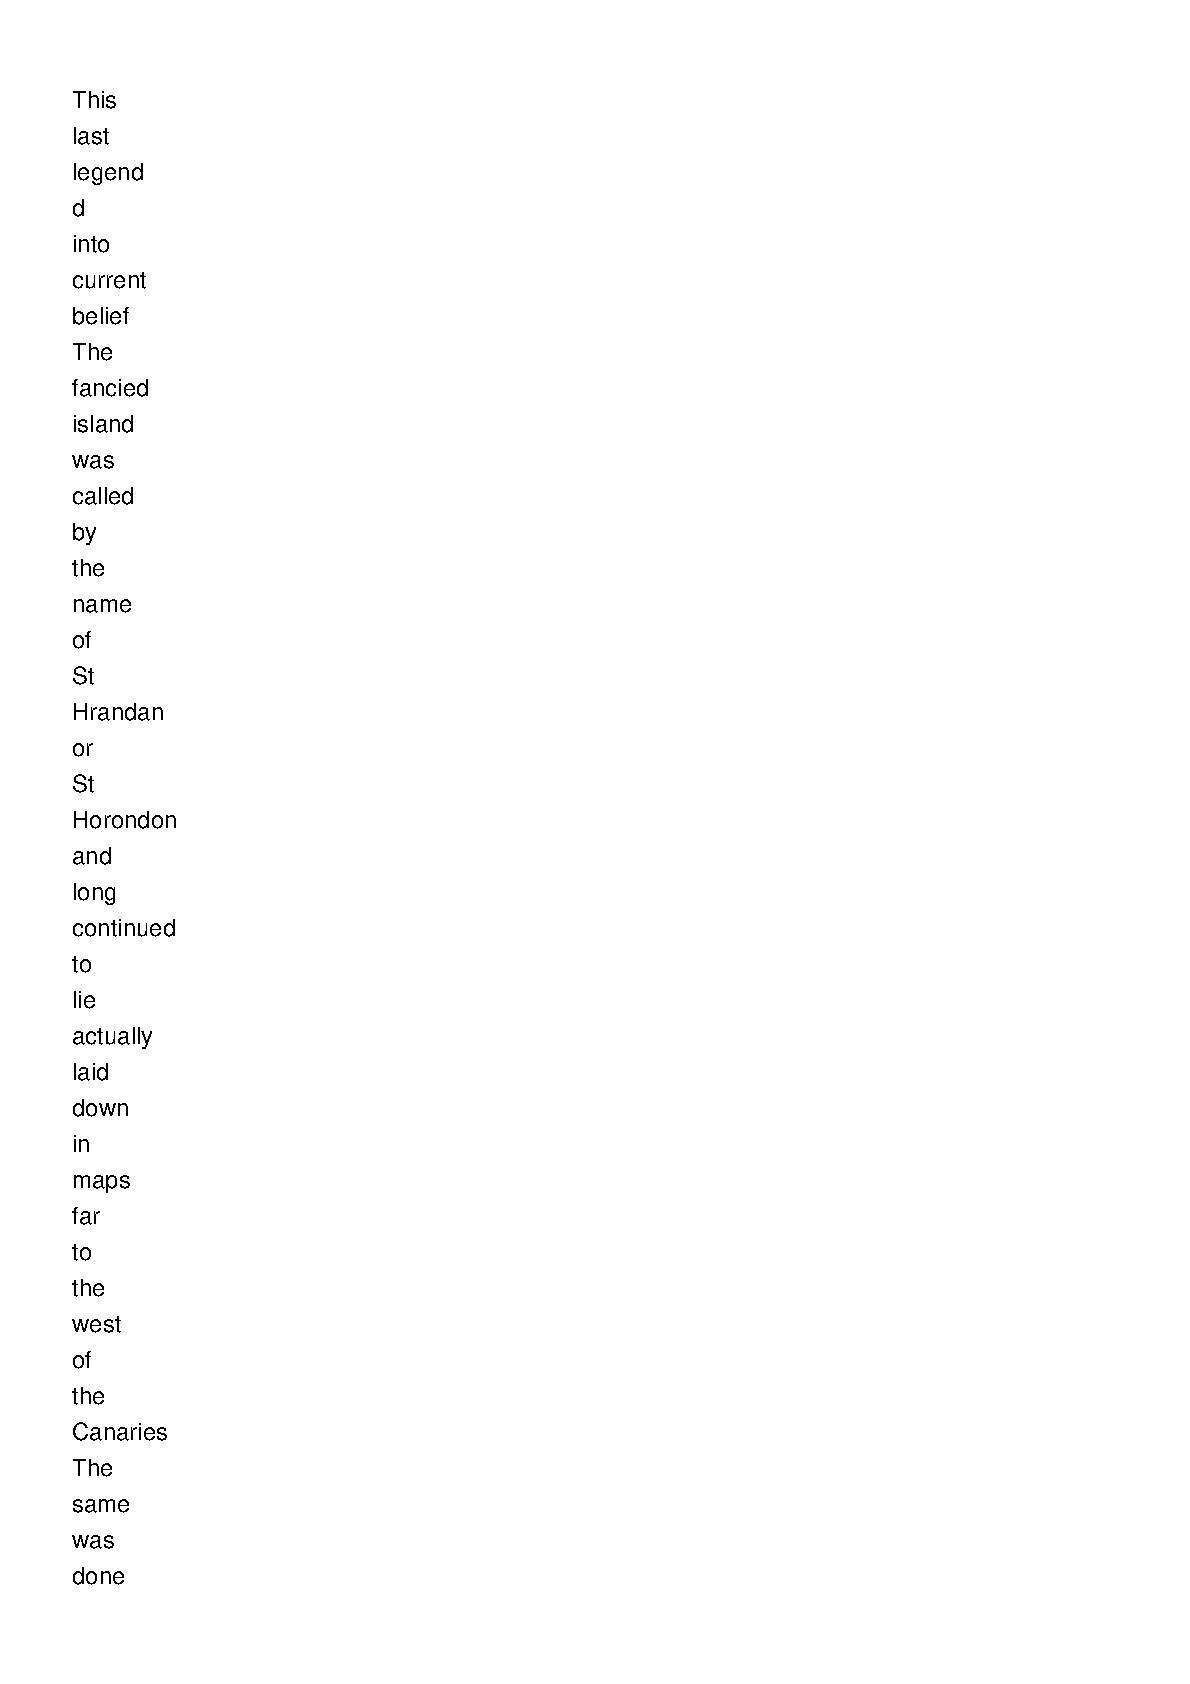 This
last
legend
d
into
current
belief
The
fancied
island
was
called
by
the
name
of
St
Hrandan
or
St
Horondon
and
long
continued
to
lie
actually
laid
down
in
maps
far
to
the
west
of
the
Canaries
The
same
was
done